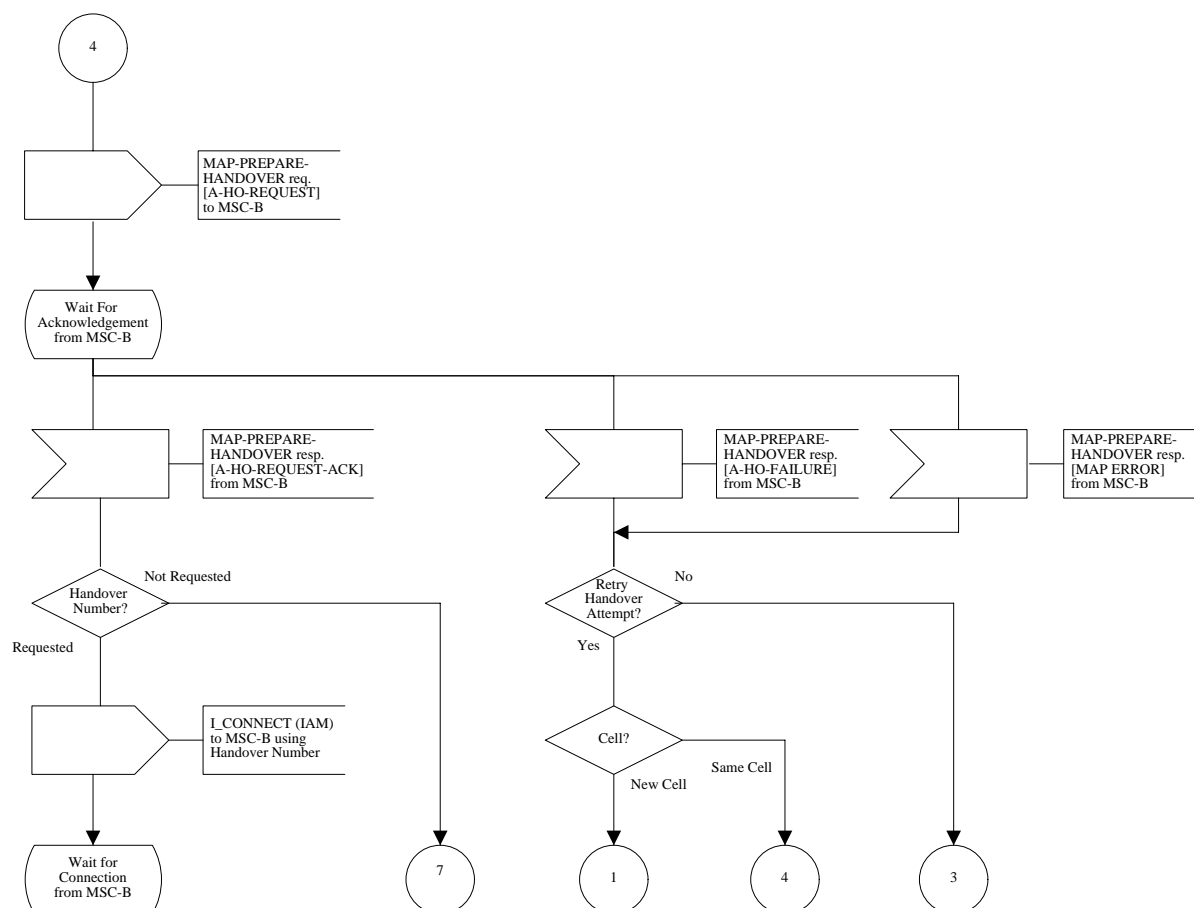 4
MAP-PREPARE-
HANDOVER req.
[A-HO-REQUEST]
to MSC-B
Wait For
Acknowledgement
from MSC-B
MAP-PREPARE-
HANDOVER resp.
[A-HO-REQUEST-ACK]
from MSC-B
MAP-PREPARE-
HANDOVER resp.
[A-HO-FAILURE]
from MSC-B
MAP-PREPARE-
HANDOVER resp.
[MAP ERROR]
from MSC-B
Handover
Number?
Not Requested
Requested
Retry
Handover
Attempt?
No
Yes
I_CONNECT (IAM)
to MSC-B using
Handover Number
Cell?
Same Cell
New Cell
Wait for
Connection
from MSC-B
7
1
4
3